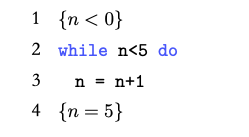 1 {n < 0}
2 while n<5 do
3 n = n+1
4 {n = 5}